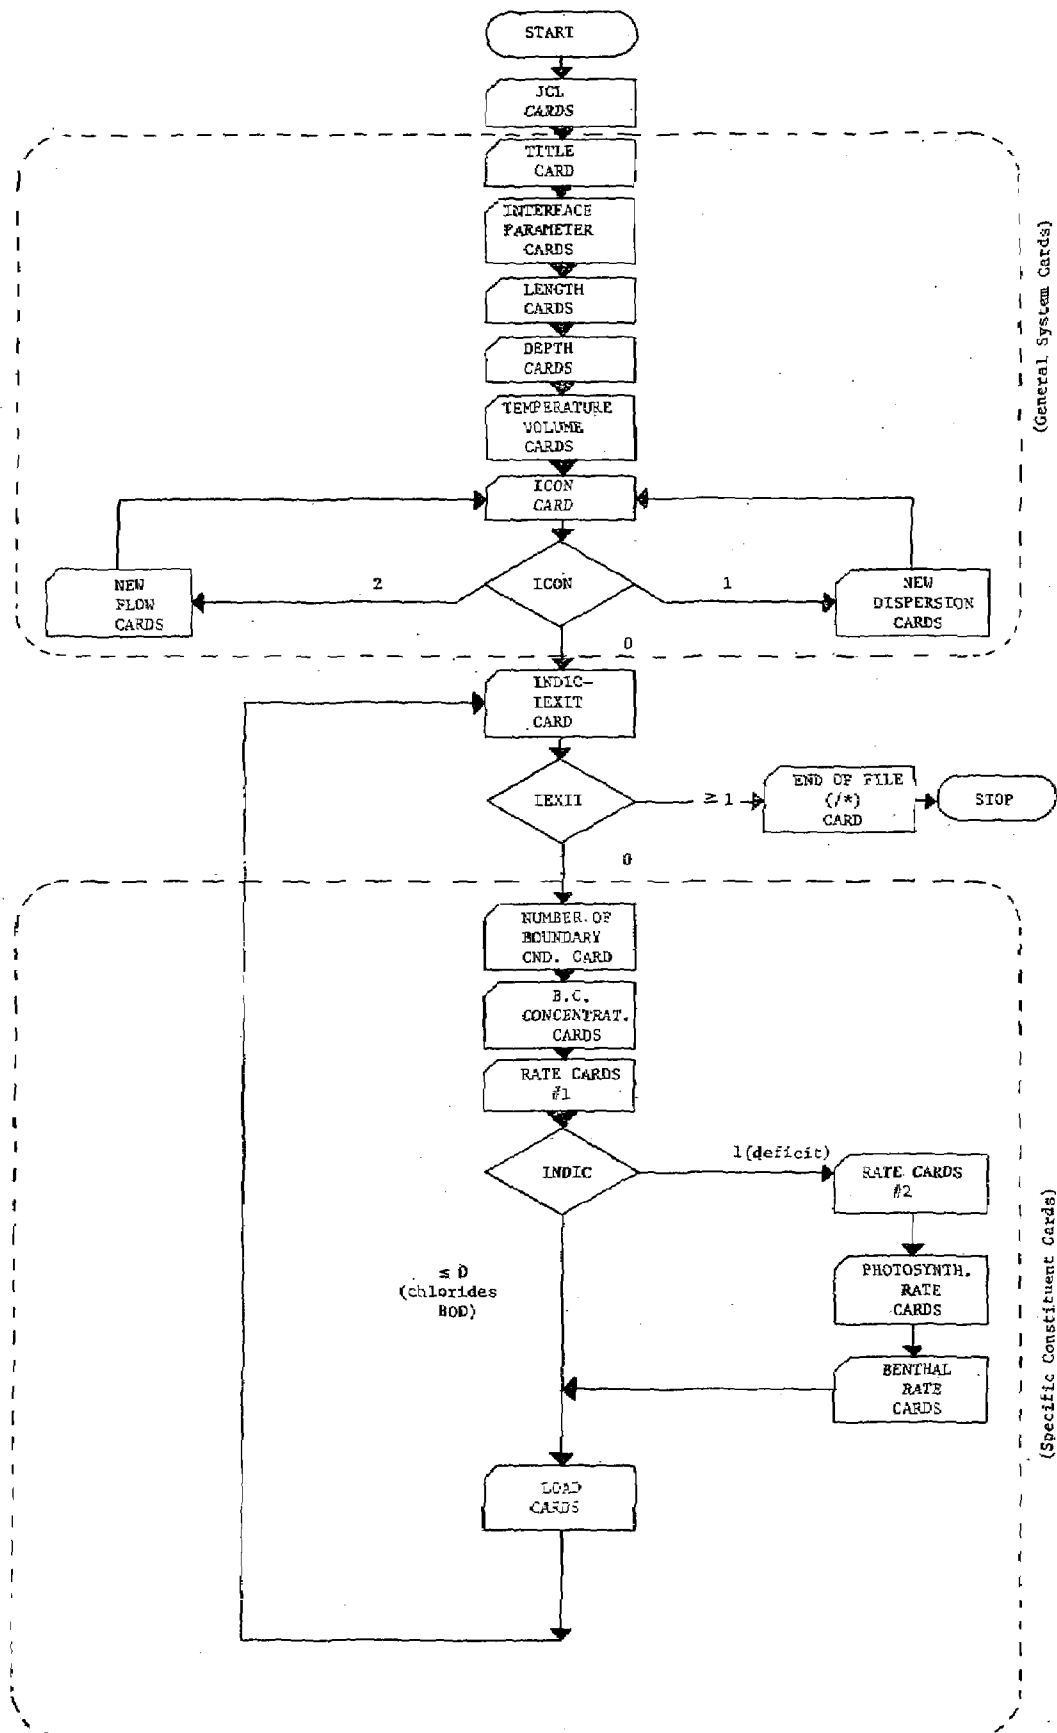 START
JCL
CARDS
TITLE
CARD
INTERFACE
PARAMETER
CARDS
LENGTH
CARDS
DEPTH
CARDS
TEMPERATURE
VOLUME
CARDS
ICON
CARD
(General System Cards)
NEW
FLOW
CARDS
2
ICON
1
NEW
DISPERSION
CARDS
0
INDIC-
IEXIT
CARD
IEXIT
≥ 1
END OF FILE
(/*)
CARD
STOP
0
NUMBER OF
BOUNDARY
CND. CARD
B.C.
CONCENTRAT.
CARDS
RATE CARDS
#1
INDIC
1(deficit)
RATE CARDS
#2
PHOTOSYNTH.
RATE
CARDS
BENTHAL
RATE
CARDS
≤ 0
(chlorides
BOD)
LOAD
CARDS
(Specific Constituent Cards)